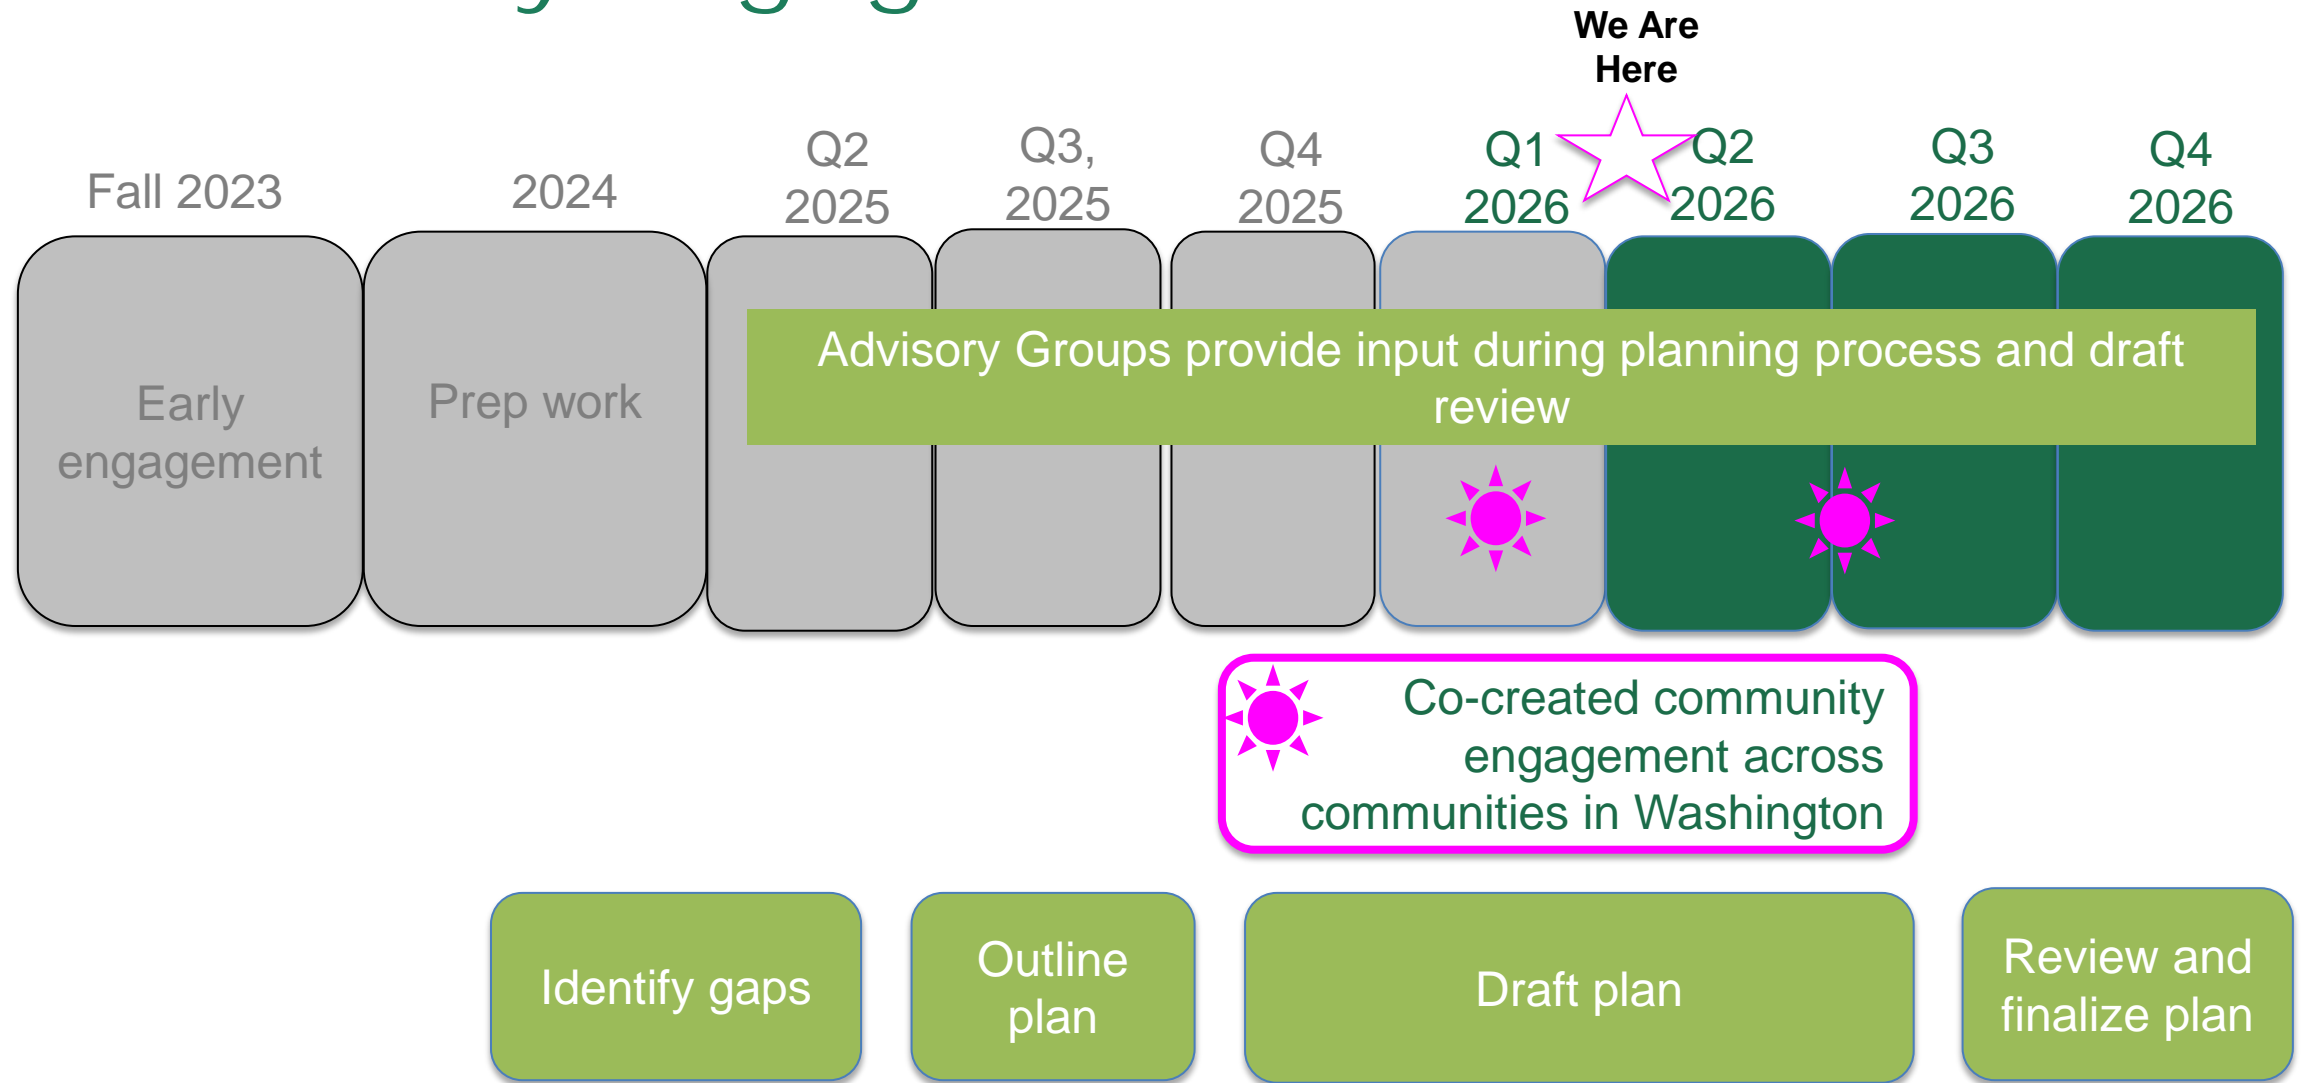 We Are
Here
Fall 2023
2024
Q2
2025
Q3,
2025
Q4
2025
Q1
2026
Q2
2026
Q3
2026
Q4
2026
Early
engagement
Prep work
Advisory Groups provide input during planning process and draft
review
Co-created community
engagement across
communities in Washington
Identify gaps
Outline
plan
Draft plan
Review and
finalize plan